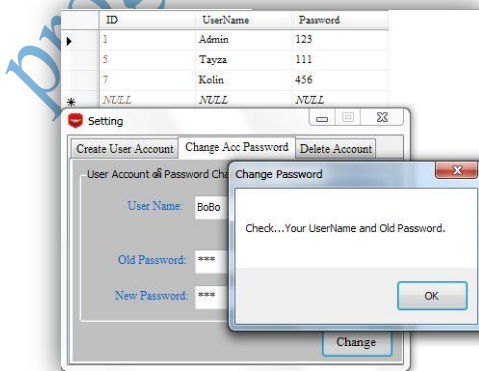 ID UserName Password
1 Admin 123
5 Tayza 111
7 Kolin 456
NULL NULL NULL
Setting
Create User Account Change Acc Password Delete Account
User Account ၏ Password Cha
Change Password
User Name: BoBo
Check...Your UserName and Old Password.
Old Password: ***
New Password: ***
OK
Change